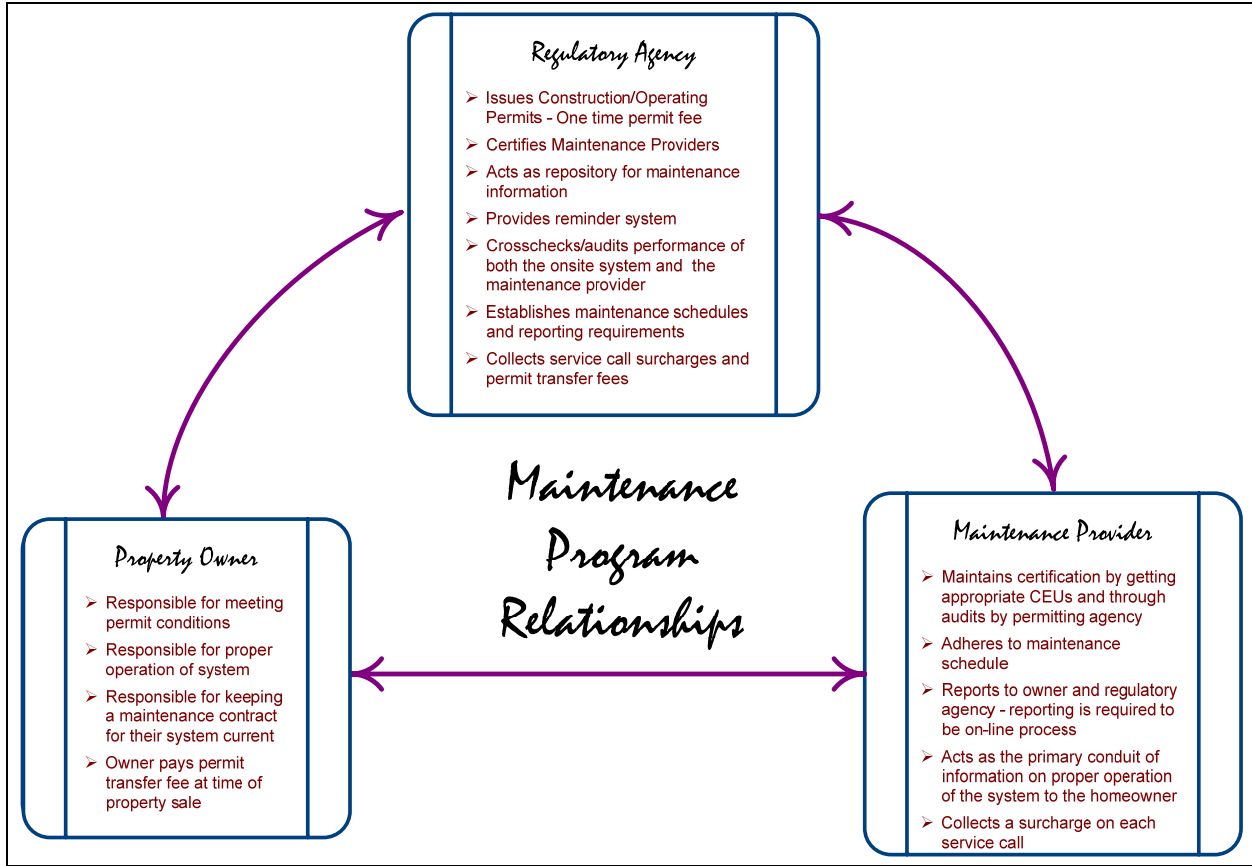 Regulatory Agency
➢ Issues Construction/Operating
Permits - One time permit fee
➢ Certifies Maintenance Providers
➢ Acts as repository for maintenance
information
➢ Provides reminder system
➢ Crosschecks/audits performance of
both the onsite system and the
maintenance provider
➢ Establishes maintenance schedules
and reporting requirements
➢ Collects service call surcharges and
permit transfer fees
Maintenance
Program
Relationships
Property Owner
➢ Responsible for meeting
permit conditions
➢ Responsible for proper
operation of system
➢ Responsible for keeping
a maintenance contract
for their system current
➢ Owner pays permit
transfer fee at time of
property sale
Maintenance Provider
➢ Maintains certification by getting
appropriate CEUs and through
audits by permitting agency
➢ Adheres to maintenance
schedule
➢ Reports to owner and regulatory
agency - reporting is required to
be on-line process
➢ Acts as the primary conduit of
information on proper operation
of the system to the homeowner
➢ Collects a surcharge on each
service call